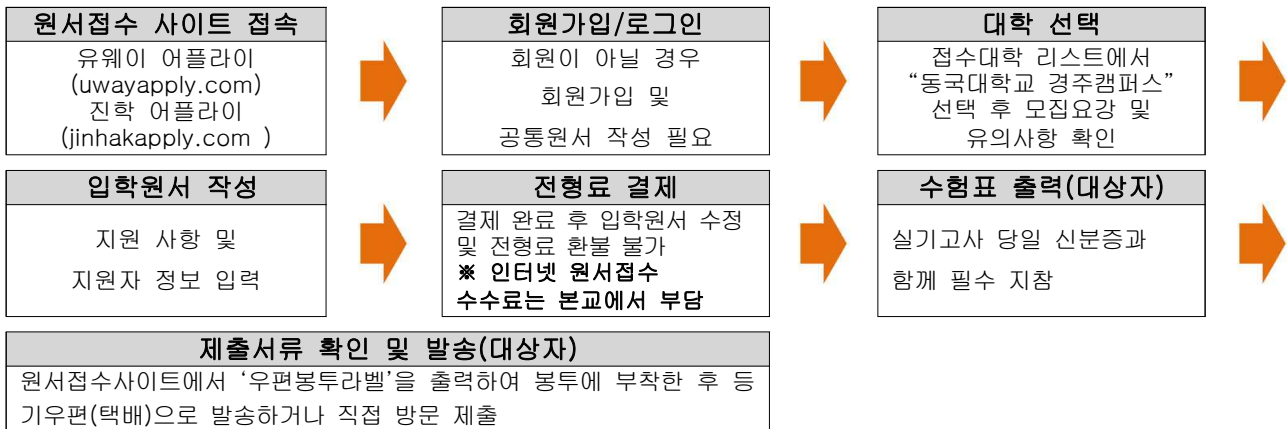 원서접수 사이트 접속
유웨이 어플라이
(uwayapply.com)
진학 어플라이
(jinhakapply.com )
회원가입/로그인
회원이 아닐 경우
회원가입 및
공통원서 작성 필요
대학 선택
접수대학 리스트에서
“동국대학교 경주캠퍼스”
선택 후 모집요강 및
유의사항 확인
입학원서 작성
지원 사항 및
지원자 정보 입력
전형료 결제
결제 완료 후 입학원서 수정
및 전형료 환불 불가
※ 인터넷 원서접수
수수료는 본교에서 부담
수험표 출력(대상자)
실기고사 당일 신분증과
함께 필수 지참
제출서류 확인 및 발송(대상자)
원서접수사이트에서 ‘우편봉투라벨’을 출력하여 봉투에 부착한 후 등
기우편(택배)으로 발송하거나 직접 방문 제출